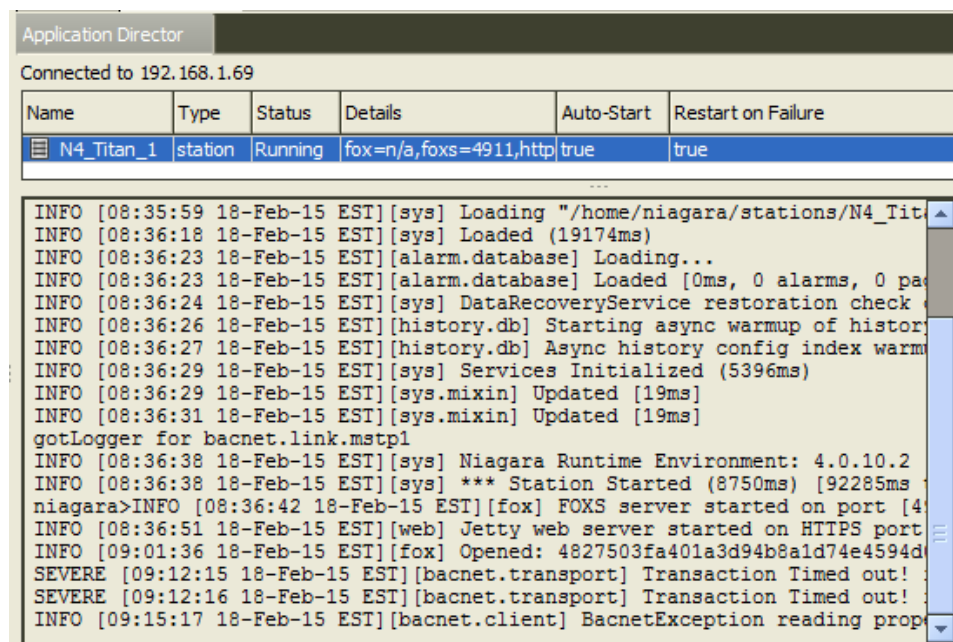 Application Director
Connected to 192.168.1.69
Name Type Status Details Auto-Start Restart on Failure
N4_Titan_1 station Running fox=n/a,foxs=4911,http true true
INFO [08:35:59 18-Feb-15 EST][sys] Loading "/home/niagara/stations/N4_Tita
INFO [08:36:18 18-Feb-15 EST][sys] Loaded (19174ms)
INFO [08:36:23 18-Feb-15 EST][alarm.database] Loading...
INFO [08:36:23 18-Feb-15 EST][alarm.database] Loaded [0ms, 0 alarms, 0 pag
INFO [08:36:24 18-Feb-15 EST][sys] DataRecoveryService restoration check
INFO [08:36:26 18-Feb-15 EST][history.db] Starting async warmup of histor
INFO [08:36:27 18-Feb-15 EST][history.db] Async history config index warmu
INFO [08:36:29 18-Feb-15 EST][sys] Services Initialized (5396ms)
INFO [08:36:29 18-Feb-15 EST][sys.mixin] Updated [19ms]
INFO [08:36:31 18-Feb-15 EST][sys.mixin] Updated [19ms]
gotLogger for bacnet.link.mstp1
INFO [08:36:38 18-Feb-15 EST][sys] Niagara Runtime Environment: 4.0.10.2
INFO [08:36:38 18-Feb-15 EST][sys] *** Station Started (8750ms) [92285ms
niagara>INFO [08:36:42 18-Feb-15 EST][fox] FOXS server started on port [4
INFO [08:36:51 18-Feb-15 EST][web] Jetty web server started on HTTPS port
INFO [09:01:36 18-Feb-15 EST][fox] Opened: 4827503fa401a3d94b8a1d74e4594d
SEVERE [09:12:15 18-Feb-15 EST][bacnet.transport] Transaction Timed out!
SEVERE [09:12:16 18-Feb-15 EST][bacnet.transport] Transaction Timed out!
INFO [09:15:17 18-Feb-15 EST][bacnet.client] BacnetException reading prop